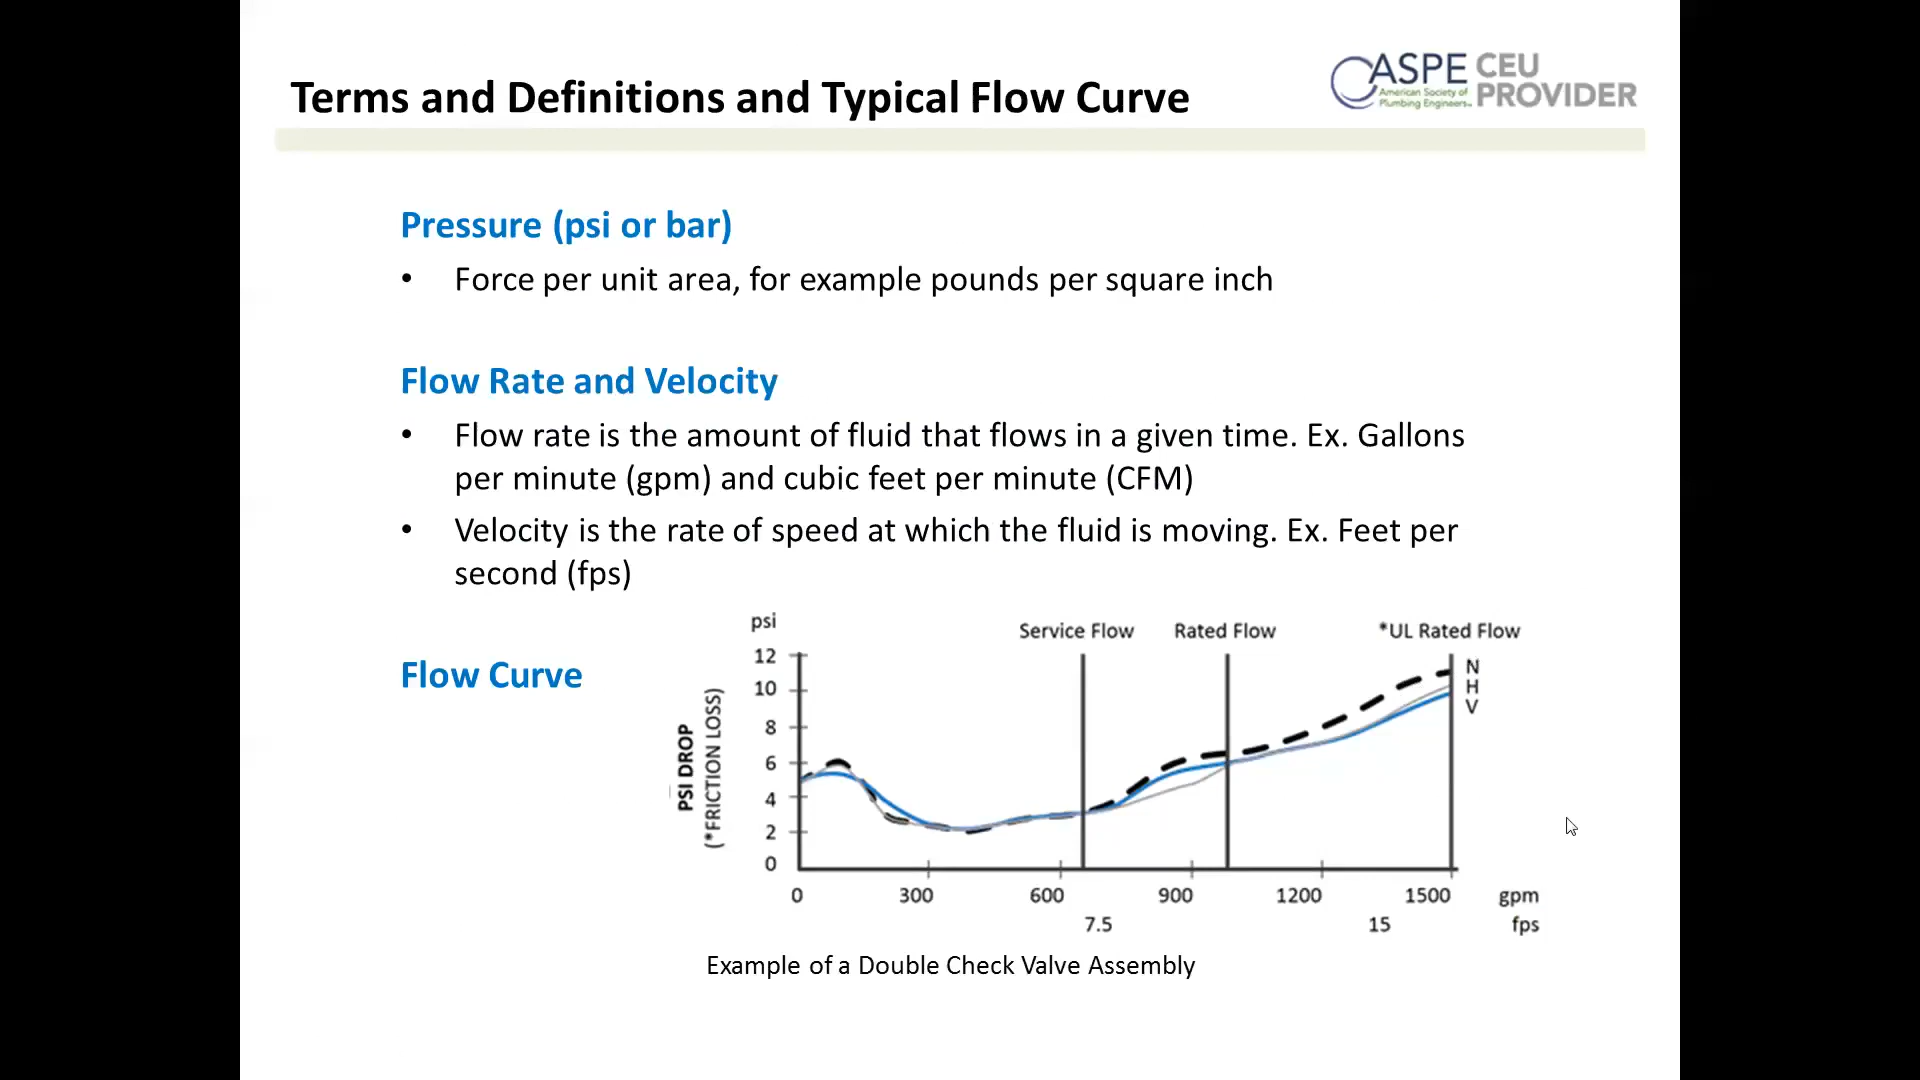 Terms and Definitions and Typical Flow Curve
ASPE
American Society of
Plumbing Engineers™
CEU
PROVIDER
Pressure (psi or bar)
• Force per unit area, for example pounds per square inch
Flow Rate and Velocity
• Flow rate is the amount of fluid that flows in a given time. Ex. Gallons
per minute (gpm) and cubic feet per minute (CFM)
• Velocity is the rate of speed at which the fluid is moving. Ex. Feet per
second (fps)
Flow Curve
psi
Service Flow
Rated Flow
*UL Rated Flow
PSI DROP
(*FRICTION LOSS)
12
10
8
6
4
2
0
N
H
V
0 300 600 900 1200 1500 gpm
7.5 15 fps
Example of a Double Check Valve Assembly